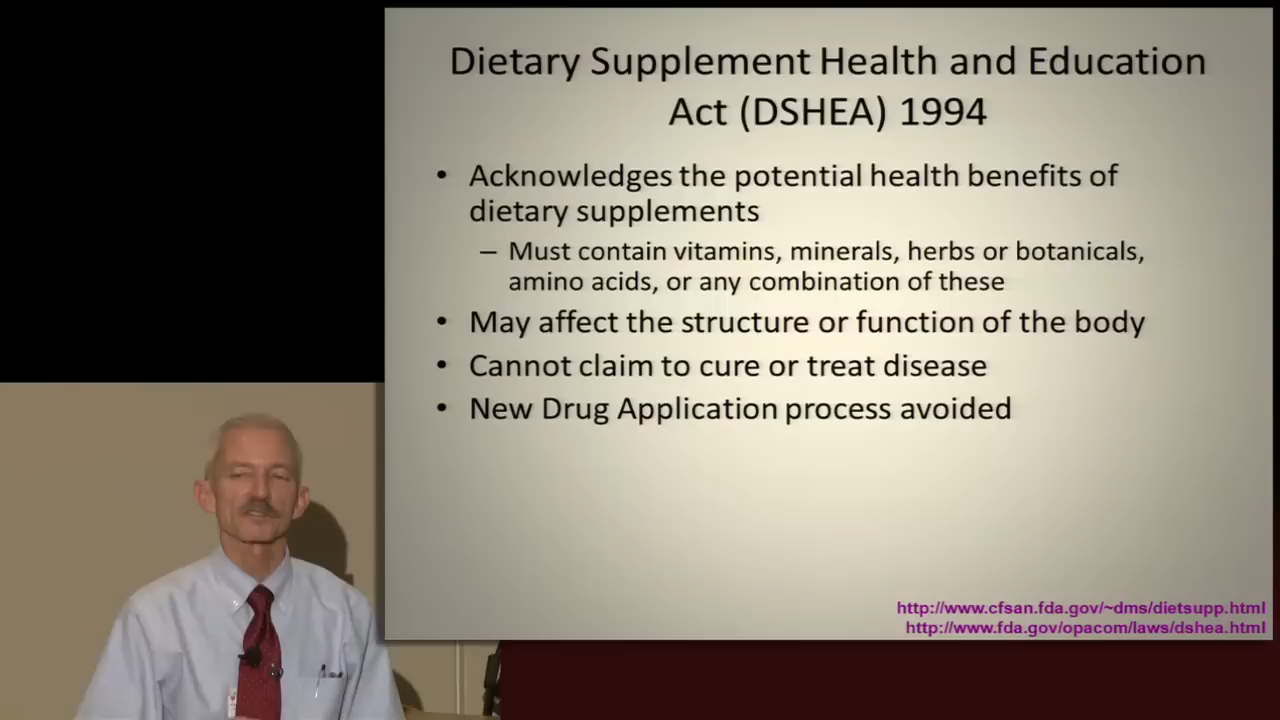 Dietary Supplement Health and Education
Act (DSHEA) 1994
• Acknowledges the potential health benefits of
dietary supplements
– Must contain vitamins, minerals, herbs or botanicals,
amino acids, or any combination of these
• May affect the structure or function of the body
• Cannot claim to cure or treat disease
• New Drug Application process avoided
http://www.cfsan.fda.gov/~dms/dietsupp.html
http://www.fda.gov/opacom/laws/dshea.html